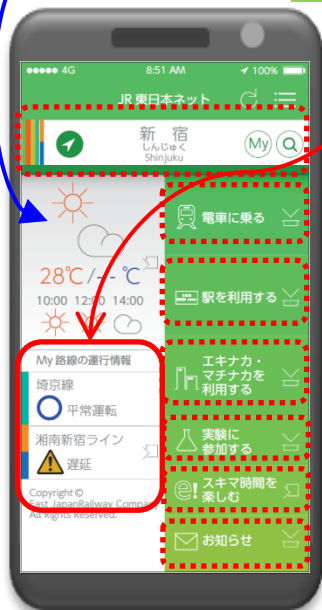 4G 8:51 AM 100%
JR東日本ネット
新 宿
しんじゅく
Shinjuku
My
28℃/-- ℃
10:00 12:00 14:00
My 路線の運行情報
埼京線
平常運転
湘南新宿ライン
遅延
Copyright©
East JapanRailway Company
All Rights Reserved.
電車に乗る
駅を利用する
エキナカ・
マチナカを
利用する
実験に
参加する
スキマ時間を
楽しむ
お知らせ